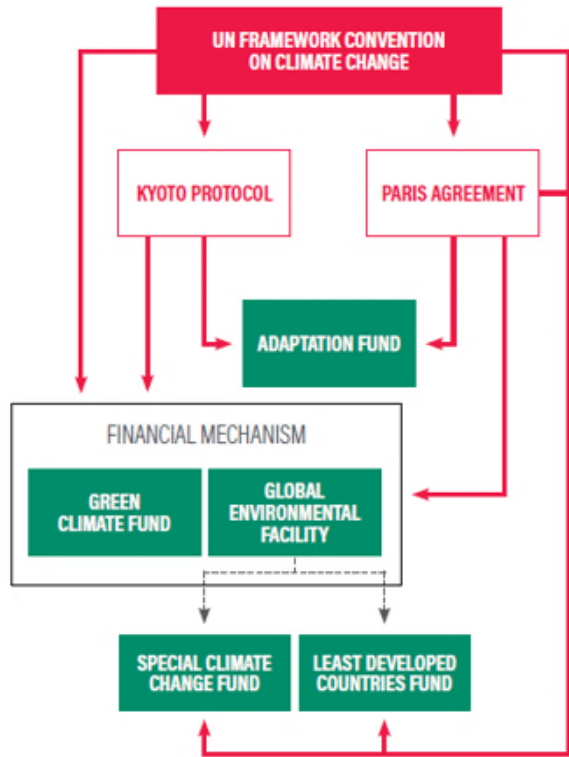 UN FRAMEWORK CONVENTION
ON CLIMATE CHANGE
KYOTO PROTOCOL
PARIS AGREEMENT
ADAPTATION FUND
FINANCIAL MECHANISM
GREEN
CLIMATE FUND
GLOBAL
ENVIRONMENTAL
FACILITY
SPECIAL CLIMATE
CHANGE FUND
LEAST DEVELOPED
COUNTRIES FUND